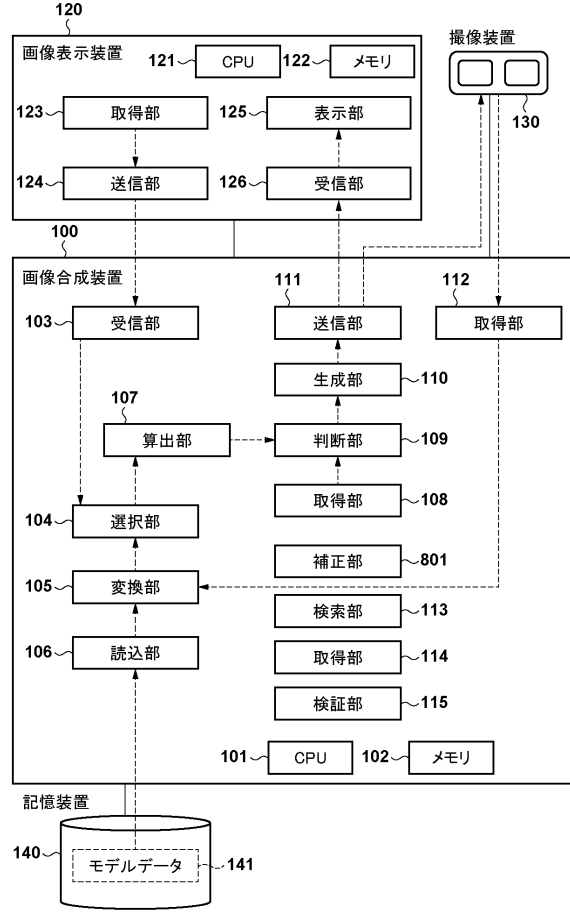 120
画像表示装置
121
CPU
122
メモリ
撮像装置
130
123
取得部
125
表示部
124
送信部
126
受信部
100
画像合成装置
103
受信部
111
送信部
112
取得部
生成部
110
107
算出部
判断部
109
取得部
108
104
選択部
補正部
801
105
変換部
検索部
113
106
読込部
取得部
114
検証部
115
101
CPU
102
メモリ
記憶装置
140
モデルデータ
141